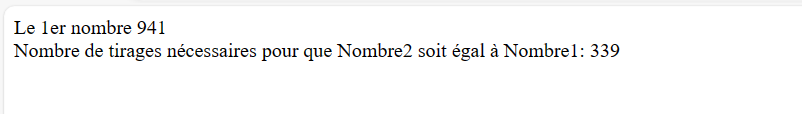 Le 1er nombre 941
Nombre de tirages nécessaires pour que Nombre2 soit égal à Nombre1: 339